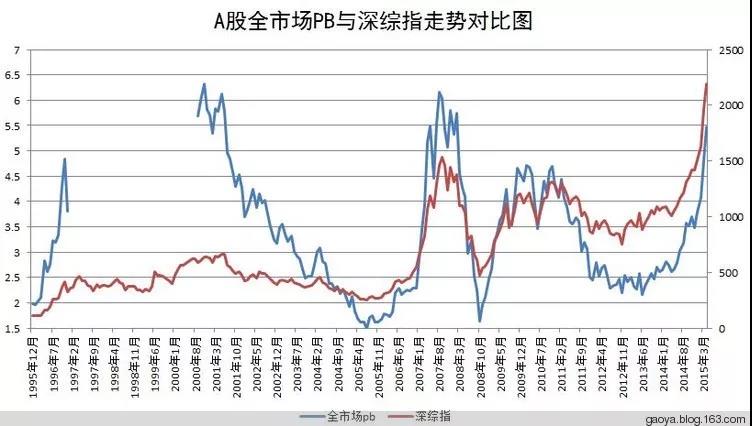 A股全市场PB与深综指走势对比图
7
6.5
6
5.5
5
4.5
4
3.5
3
2.5
2
1.5
2500
2000
1500
1000
500
0
1995年12月
1996年7月
1997年2月
1997年9月
1998年4月
1998年11月
1999年6月
2000年1月
2000年8月
2001年3月
2001年10月
2002年5月
2002年12月
2003年7月
2004年2月
2004年9月
2005年4月
2005年11月
2006年6月
2007年1月
2007年8月
2008年3月
2008年10月
2009年5月
2009年12月
2010年7月
2011年2月
2011年9月
2012年4月
2012年11月
2013年6月
2014年1月
2014年8月
2015年3月
全市场pb
深综指
gaoya.blog.163.com